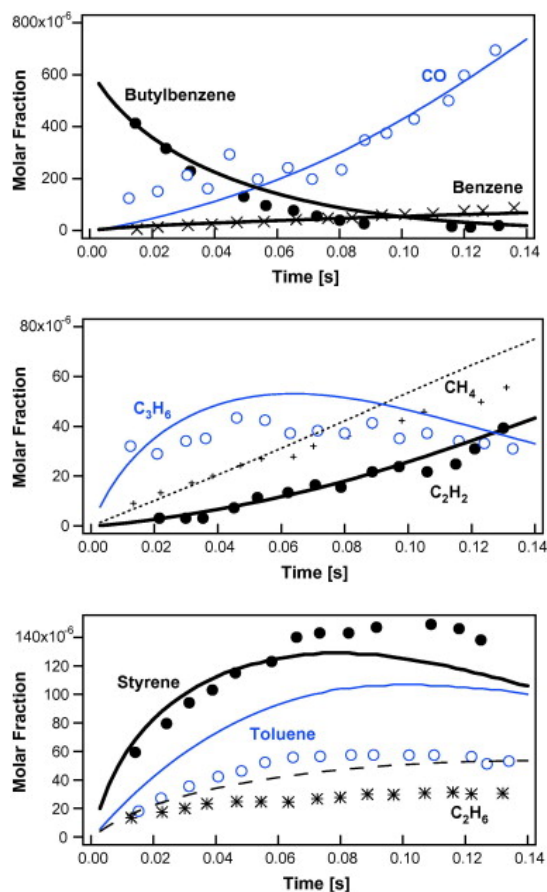 800x10⁻⁶
600
400
200
0
Molar Fraction
Butylbenzene
CO
Benzene
0.00 0.02 0.04 0.06 0.08 0.10 0.12 0.14
Time [s]
80x10⁻⁶
60
40
20
0
Molar Fraction
C₃H₆
CH₄
C₂H₂
0.00 0.02 0.04 0.06 0.08 0.10 0.12 0.14
Time [s]
140x10⁻⁶
120
100
80
60
40
20
0
Molar Fraction
Styrene
Toluene
C₂H₆
0.00 0.02 0.04 0.06 0.08 0.10 0.12 0.14
Time [s]